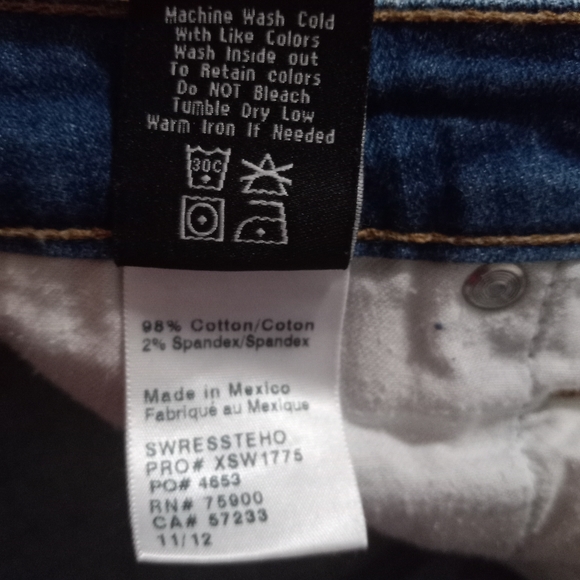 Machine Wash Cold
With Like Colors
Wash Inside out
To Retain colors
Do NOT Bleach
Tumble Dry Low
Warm Iron If Needed
30C
98% Cotton/Coton
2% Spandex/Spandex
Made in Mexico
Fabriqué au Mexique
SWRESSTEHO
PRO# XSW1775
PO# 4653
RN# 75900
CA# 57233
11/12